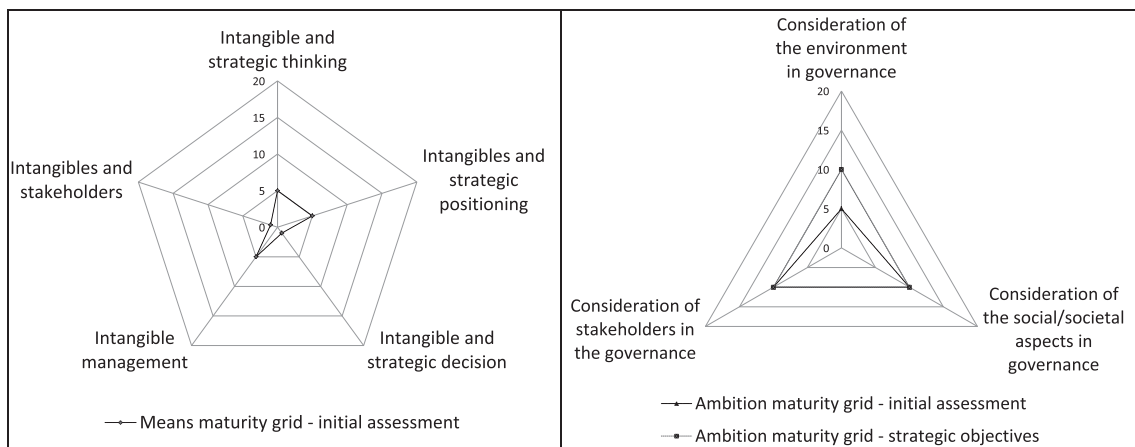 Intangible and
strategic thinking
20
15
10
5
0
Intangibles and
strategic
positioning
Intangible and
strategic decision
Intangible
management
Intangibles and
stakeholders
Means maturity grid - initial assessment
Consideration of
the environment
in governance
20
15
10
5
0
Consideration of
the social/societal
aspects in
governance
Consideration of
stakeholders in
the governance
Ambition maturity grid - initial assessment
Ambition maturity grid - strategic objectives